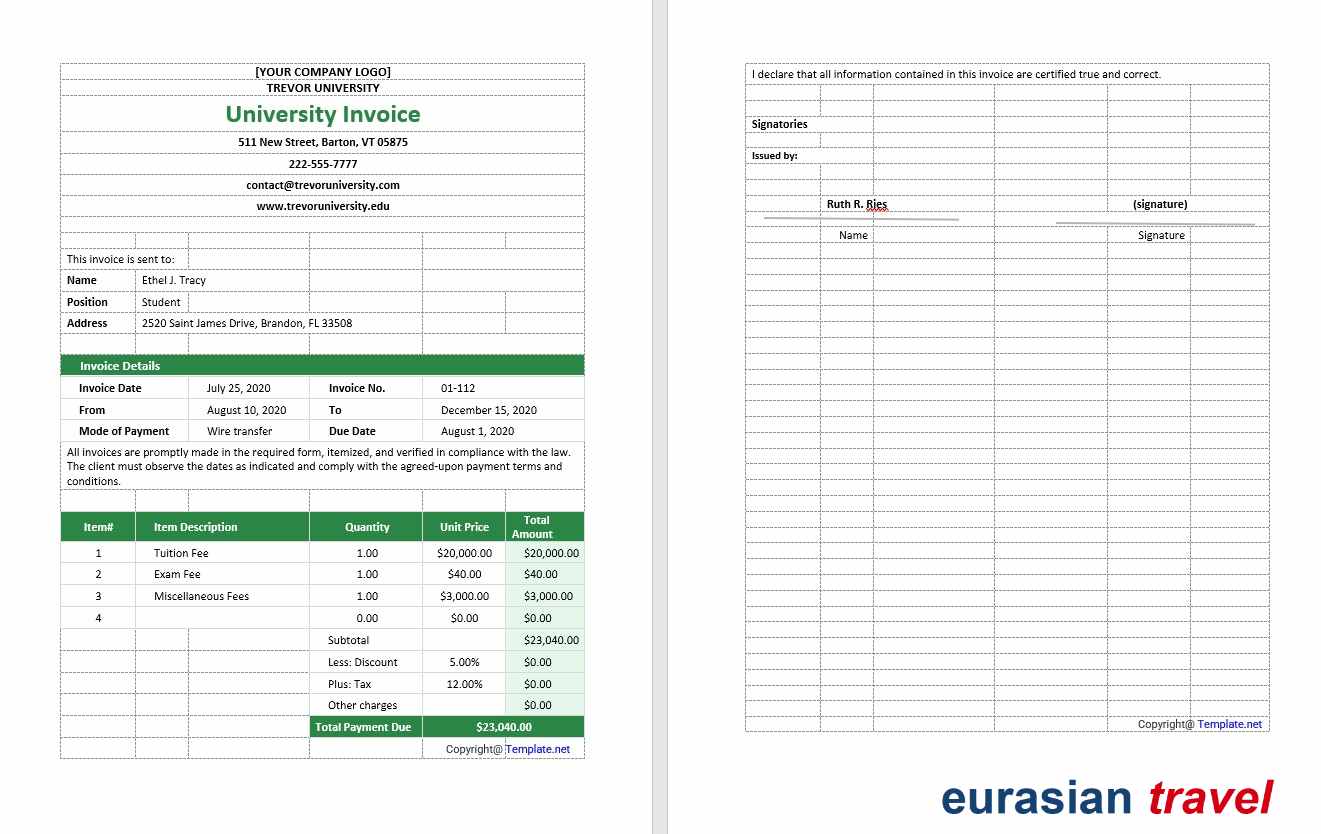 [YOUR COMPANY LOGO]
TREVOR UNIVERSITY
University Invoice
511 New Street, Barton, VT 05875
222-555-7777
contact@trevoruniversity.com
www.trevoruniversity.edu
This invoice is sent to:
Name Ethel J. Tracy
Position Student
Address 2520 Saint James Drive, Brandon, FL 33508
Invoice Details
Invoice Date July 25, 2020 Invoice No. 01-112
From August 10, 2020 To December 15, 2020
Mode of Payment Wire transfer Due Date August 1, 2020
All invoices are promptly made in the required form, itemized, and verified in compliance with the law.
The client must observe the dates as indicated and comply with the agreed-upon payment terms and
conditions.
Item# Item Description Quantity Unit Price Total
Amount
1 Tuition Fee 1.00 $20,000.00 $20,000.00
2 Exam Fee 1.00 $40.00 $40.00
3 Miscellaneous Fees 1.00 $3,000.00 $3,000.00
4 0.00 $0.00 $0.00
Subtotal $23,040.00
Less: Discount 5.00% $0.00
Plus: Tax 12.00% $0.00
Other charges $0.00
Total Payment Due $23,040.00
Copyright@ Template.net
I declare that all information contained in this invoice are certified true and correct.
Signatories
Issued by:
Ruth R. Ries (signature)
Name Signature
Copyright@ Template.net
eurasian travel